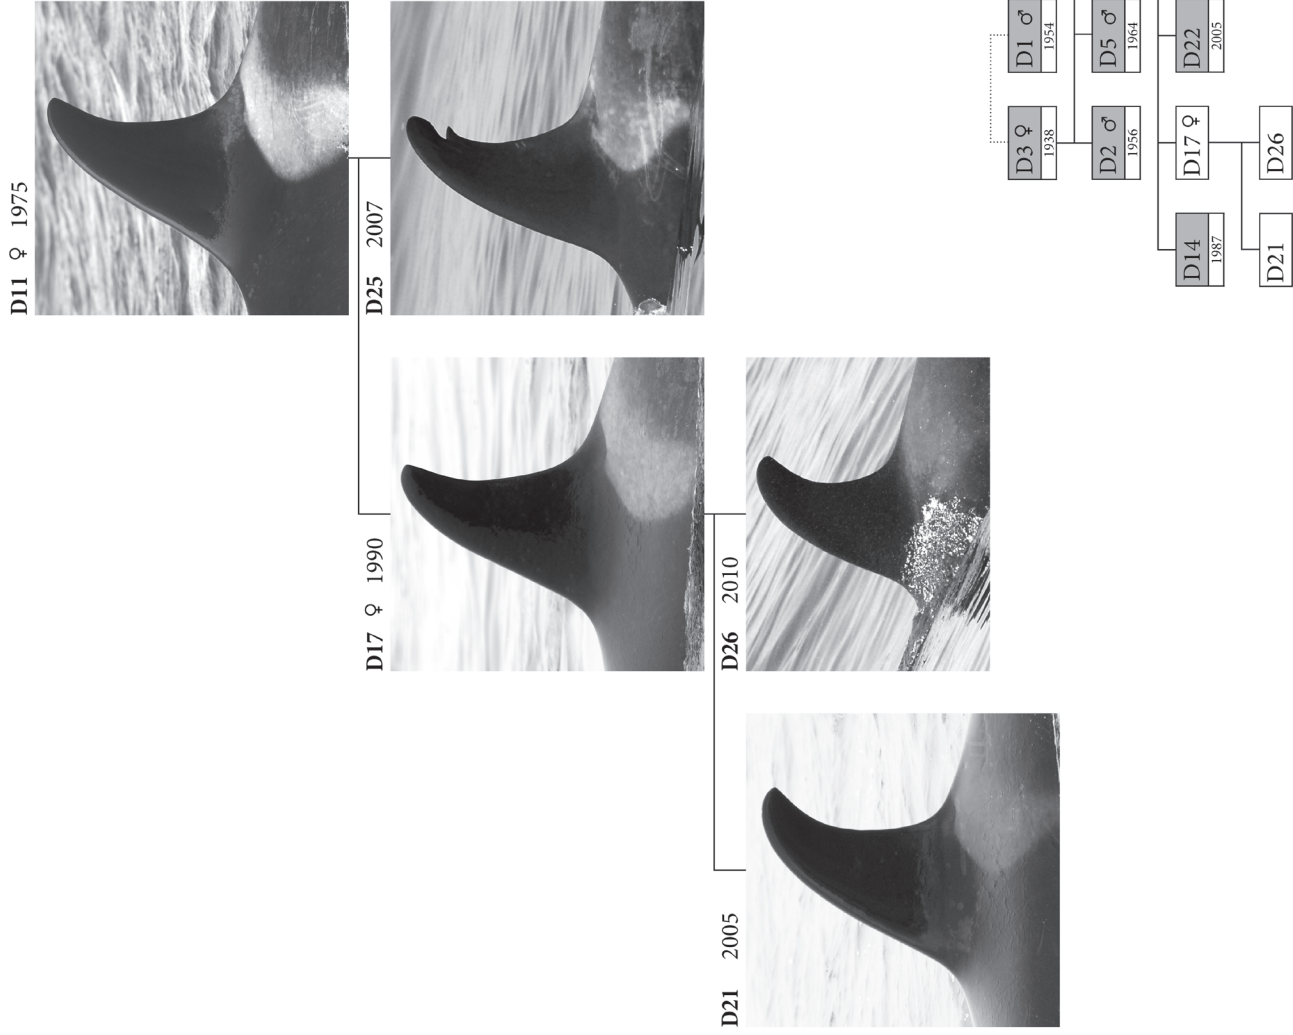 D11 ♀ 1975
D17 ♀ 1990
D25 2007
D21 2005
D26 2010
D3 ♀
1938
D1 ♂
1954
D2 ♂
1956
D5 ♂
1964
D14
1987
D17 ♀
D22
2005
D21
D26